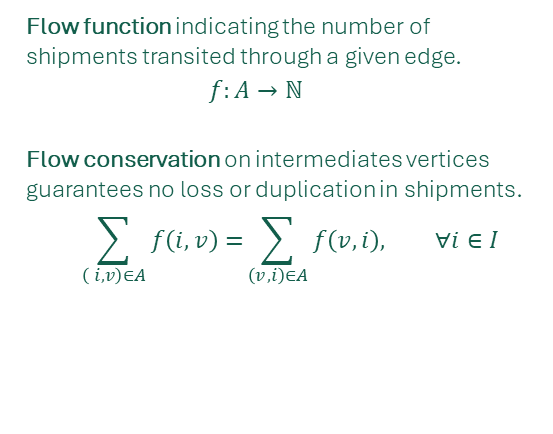 Flow function indicating the number of
shipments transited through a given edge.
f: A → ℕ
Flow conservation on intermediates vertices
guarantees no loss or duplication in shipments.
∑ f(i, v) = ∑ f(v, i), ∀i ∈ I
( i,v)∈A (v,i)∈A